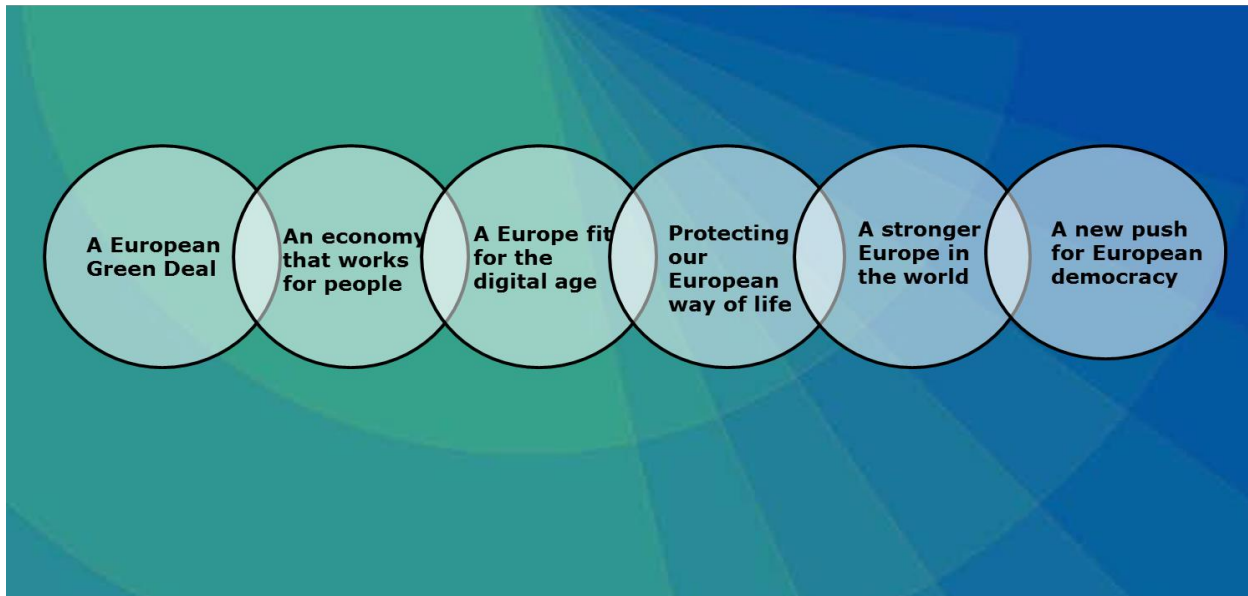 A European
Green Deal
An economy
that works
for people
A Europe fit
for the
digital age
Protecting
our
European
way of life
A stronger
Europe in
the world
A new push
for European
democracy